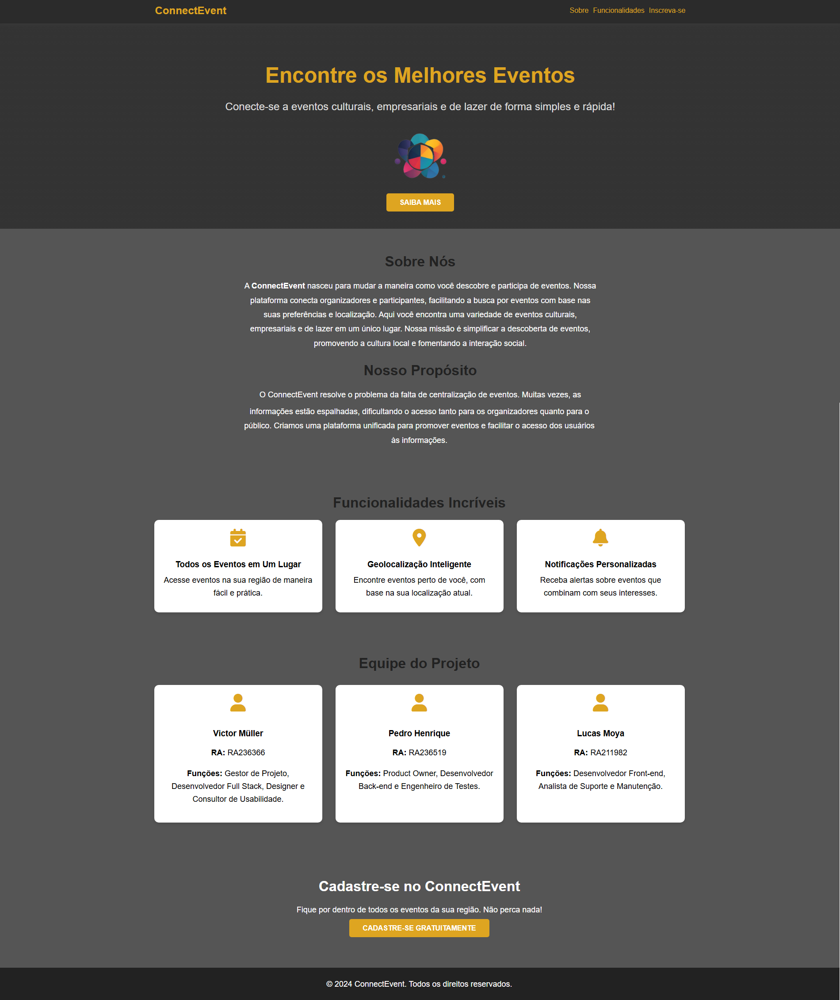 ConnectEvent
Sobre Funcionalidades Inscreva-se
Encontre os Melhores Eventos
Conecte-se a eventos culturais, empresariais e de lazer de forma simples e rápida!
SAIBA MAIS
Sobre Nós
A ConnectEvent nasceu para mudar a maneira como você descobre e participa de eventos. Nossa
plataforma conecta organizadores e participantes, facilitando a busca por eventos com base nas
suas preferências e localização. Aqui você encontra uma variedade de eventos culturais,
empresariais e de lazer em um único lugar. Nossa missão é simplificar a descoberta de eventos,
promovendo a cultura local e fomentando a interação social.
Nosso Propósito
O ConnectEvent resolve o problema da falta de centralização de eventos. Muitas vezes, as
informações estão espalhadas, dificultando o acesso tanto para os organizadores quanto para o
público. Criamos uma plataforma unificada para promover eventos e facilitar o acesso dos usuários
às informações.
Funcionalidades Incríveis
Todos os Eventos em Um Lugar
Acesse eventos na sua região de maneira
fácil e prática.
Geolocalização Inteligente
Encontre eventos perto de você, com
base na sua localização atual.
Notificações Personalizadas
Receba alertas sobre eventos que
combinam com seus interesses.
Equipe do Projeto
Victor Müller
RA: RA236366
Funções: Gestor de Projeto,
Desenvolvedor Full Stack, Designer e
Consultor de Usabilidade.
Pedro Henrique
RA: RA236519
Funções: Product Owner, Desenvolvedor
Back-end e Engenheiro de Testes.
Lucas Moya
RA: RA211982
Funções: Desenvolvedor Front-end,
Analista de Suporte e Manutenção.
Cadastre-se no ConnectEvent
Fique por dentro de todos os eventos da sua região. Não perca nada!
CADASTRE-SE GRATUITAMENTE
© 2024 ConnectEvent. Todos os direitos reservados.